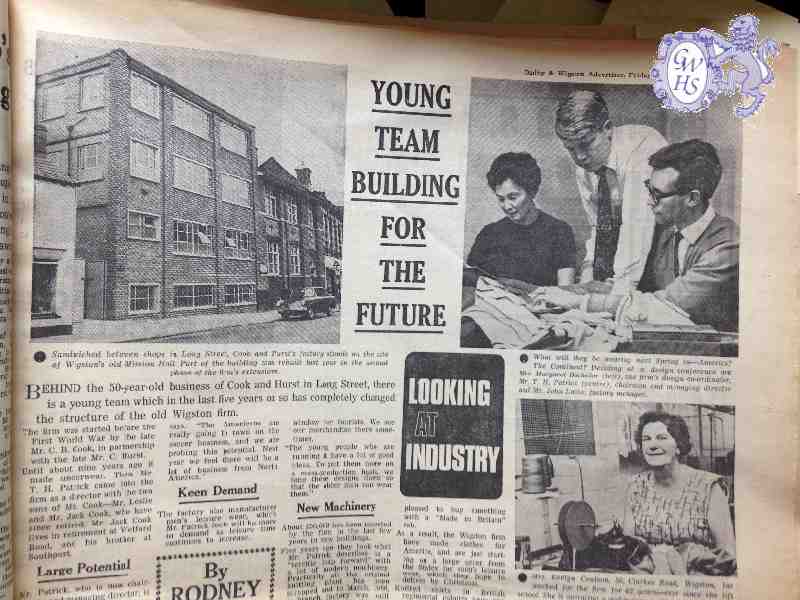 Oadby & Wigston Advertiser, Friday
GWHS
YOUNG
TEAM
BUILDING
FOR
THE
FUTURE
Sandwiched between shops in Long Street, Cook and Hurst's factory stands on the site
of Wigston's old Mission Hall. Part of the building was rebuilt last year in the second
phase of the firm's extension.
What will they be wearing next Spring in—America?
The Continent? Deciding at a design conference are
Mrs. Margaret Bachelor (left), the firm's design co-ordinator,
Mr. T. H. Patrick (centre), chairman and managing director
and Mr. John, factory manager.
BEHIND the 50-year-old business of Cook and Hurst in Long Street, there
is a young team which in the last five years or so has completely changed
the structure of the old Wigston firm.
LOOKING
AT
INDUSTRY
The firm was started before the
First World War by the late
Mr. C. B. Cook, in partnership
with the late Mr. C. Hurst.
Until about nine years ago it
made underwear. Then Mr.
T. H. Patrick came into the
firm as a director with the two
sons of Mr. Cook—Mr. Leslie
and Mr. Jack Cook, who have
since retired. Mr. Jack Cook
lives in retirement at Welford
Road, and his brother at
Southport.
Large Potential
Mr. Patrick, who is now chair-
man and managing director, is
says. "The Americans are
really going to town on the
soccer business, and we are
probing this potential. Next
year we feel there will be a
lot of business from North
America."
Keen Demand
The factory also manufacturer
men's leisure wear which
Mr. Patrick said will be more
in demand as leisure time
continues to increase.
By
RODNEY
window for tourists. We see
our merchandise there some-
times.
"The young people who are
running it have a lot of good
ideas. To put them more on
a mass-production basis, we
tone these designs down so
that the older man can wear
them."
New Machinery
About £50,000 has been invested
by the firm in the last few
years in new buildings.
Five years ago they took what
Mr. Patrick describes as a
"terrific step forward" with
a lot of modern machinery.
Practically all the original
knitting plant has been
scrapped and in March, 1966,
a branch factory was
pleased to buy something
with a "Made in Britain"
tab.
As a result, the Wigston firm
have made clothes for
America, and are just start-
ing on a large order from
the States for men's leisure
wear, which they hope to
deliver by Christmas.
Knitted shirts in British
Mrs. Evelyn Coulson, 50, Clarkes Road, Wigston, has
worked for the firm for 42 years—ever since she left
school.